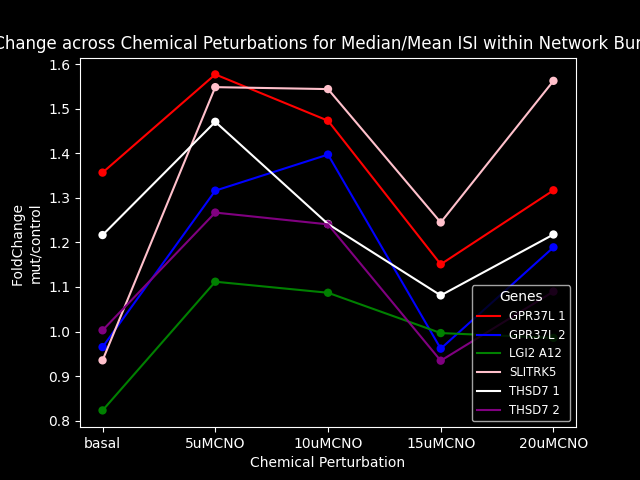 Change across Chemical Peturbations for Median/Mean ISI within Network Bur
1.6
1.5
1.4
1.3
1.2
1.1
1.0
0.9
0.8
FoldChange
mut/control
basal
5uMCNO
10uMCNO
15uMCNO
20uMCNO
Chemical Perturbation
Genes
GPR37L 1
GPR37L 2
LGI2 A12
SLITRK5
THSD7 1
THSD7 2